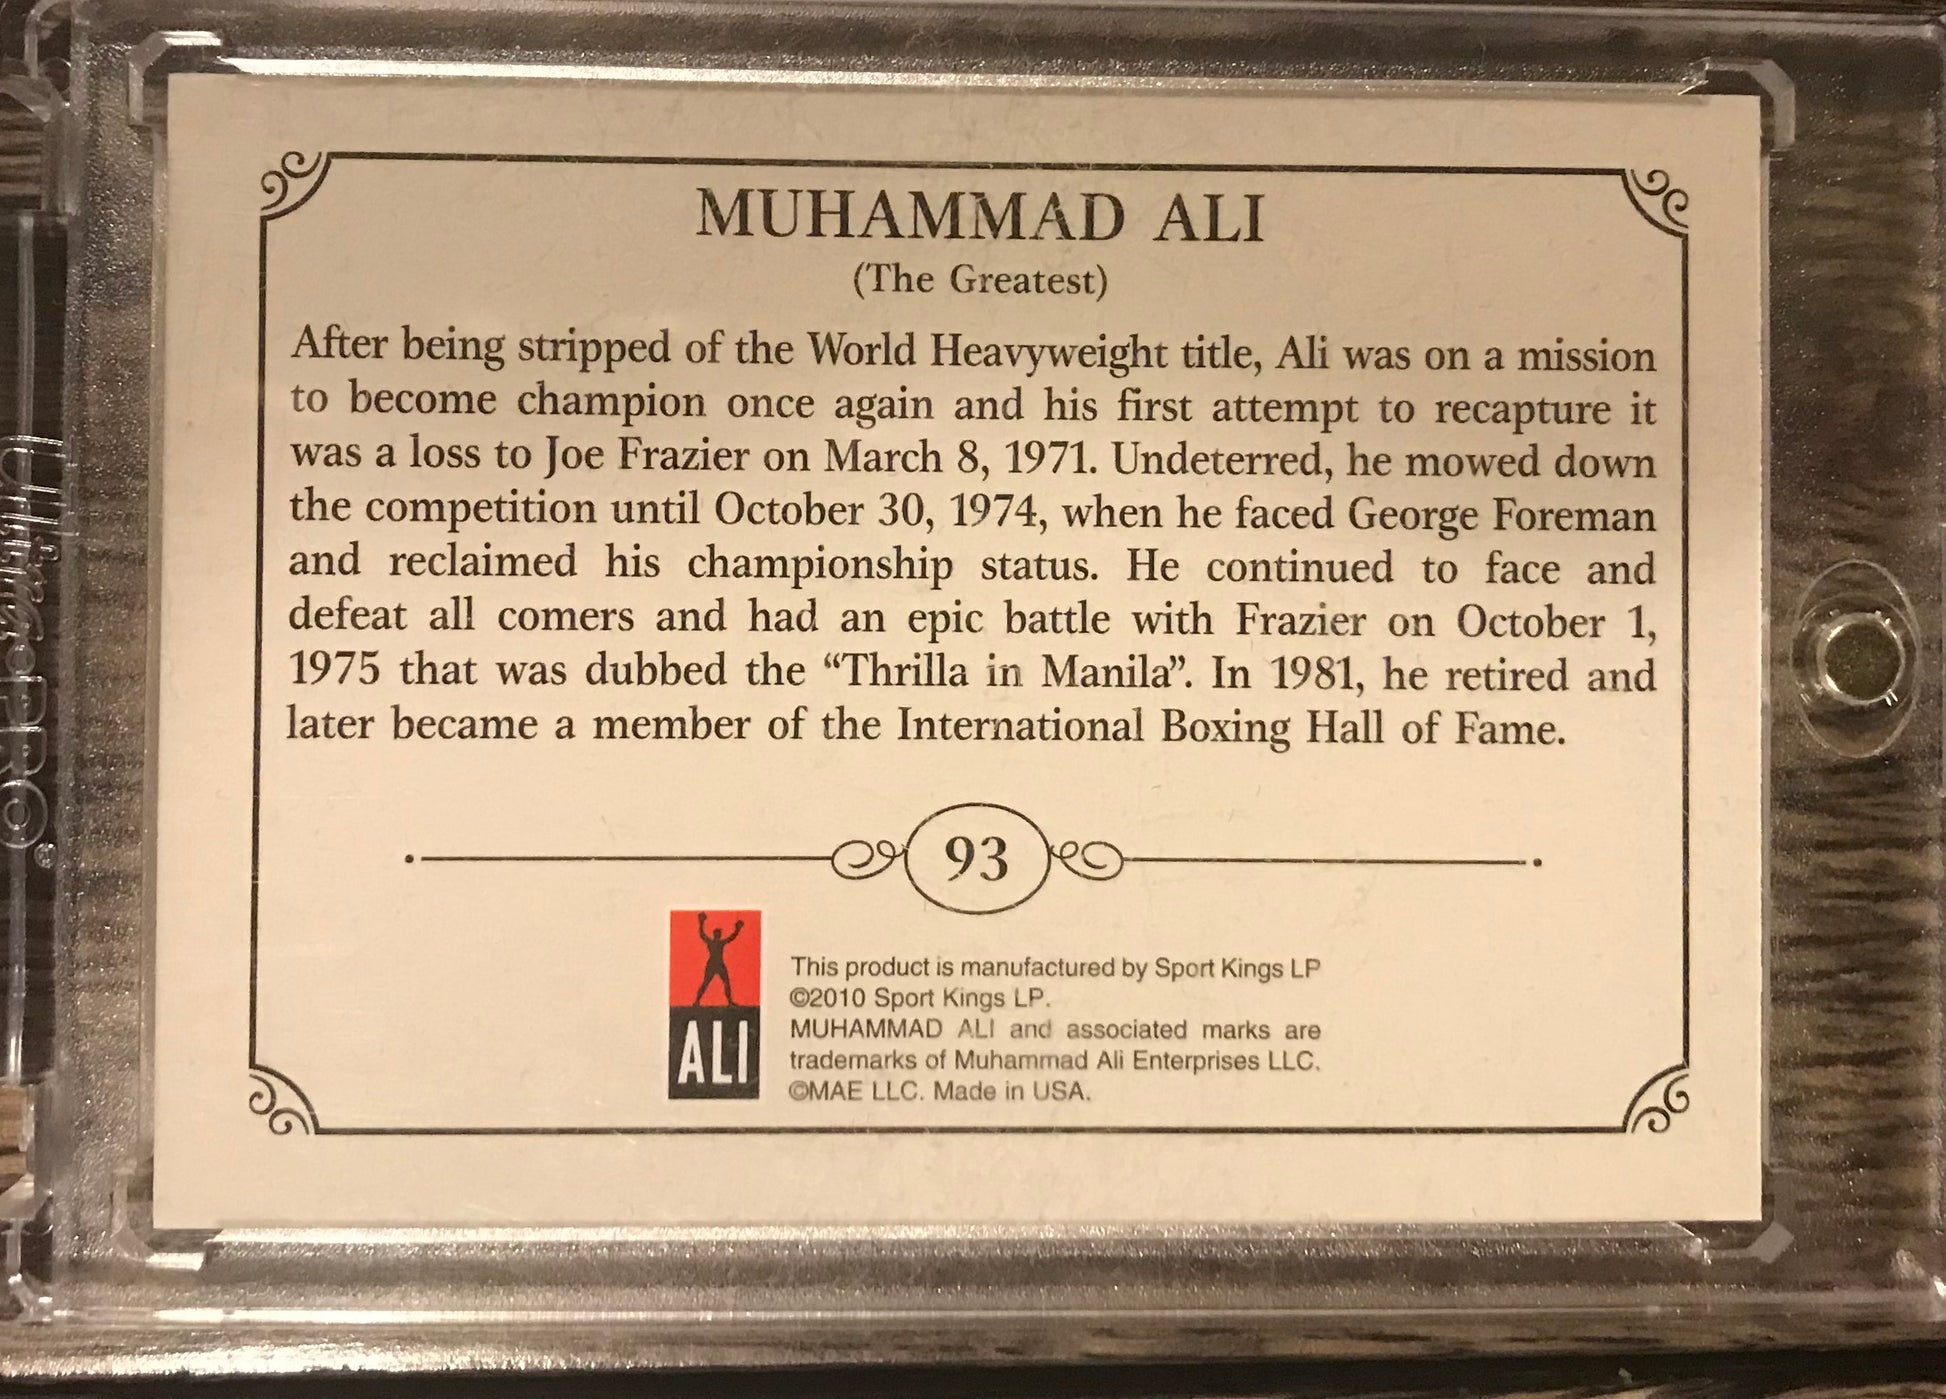 MUHAMMAD ALI
(The Greatest)
After being stripped of the World Heavyweight title, Ali was on a mission
to become champion once again and his first attempt to recapture it
was a loss to Joe Frazier on March 8, 1971. Undeterred, he mowed down
the competition until October 30, 1974, when he faced George Foreman
and reclaimed his championship status. He continued to face and
defeat all comers and had an epic battle with Frazier on October 1,
1975 that was dubbed the “Thrilla in Manila”. In 1981, he retired and
later became a member of the International Boxing Hall of Fame.
93
ALI
This product is manufactured by Sport Kings LP
©2010 Sport Kings LP.
MUHAMMAD ALI and associated marks are
trademarks of Muhammad Ali Enterprises LLC.
©MAE LLC. Made in USA.
Ultra•PRO®